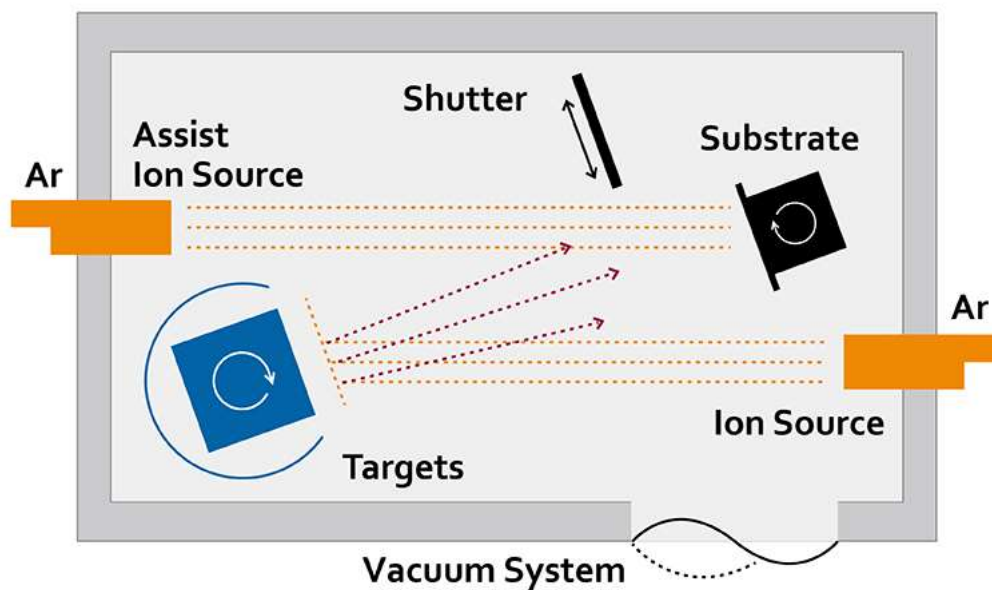 Shutter
Assist
Ion Source
Substrate
Ar
Ar
Ion Source
Targets
Vacuum System